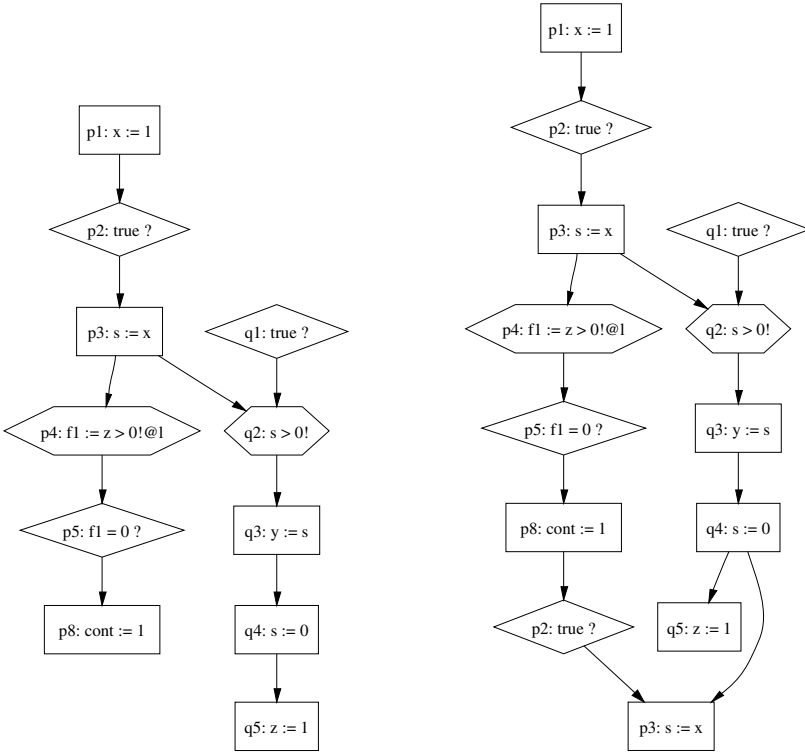 p1: x := 1
p2: true ?
p3: s := x
q1: true ?
p4: f1 := z > 0!@l
q2: s > 0!
p5: f1 = 0 ?
q3: y := s
p8: cont := 1
q4: s := 0
q5: z := 1
p1: x := 1
p2: true ?
p3: s := x
q1: true ?
p4: f1 := z > 0!@l
q2: s > 0!
p5: f1 = 0 ?
q3: y := s
p8: cont := 1
q4: s := 0
p2: true ?
q5: z := 1
p3: s := x